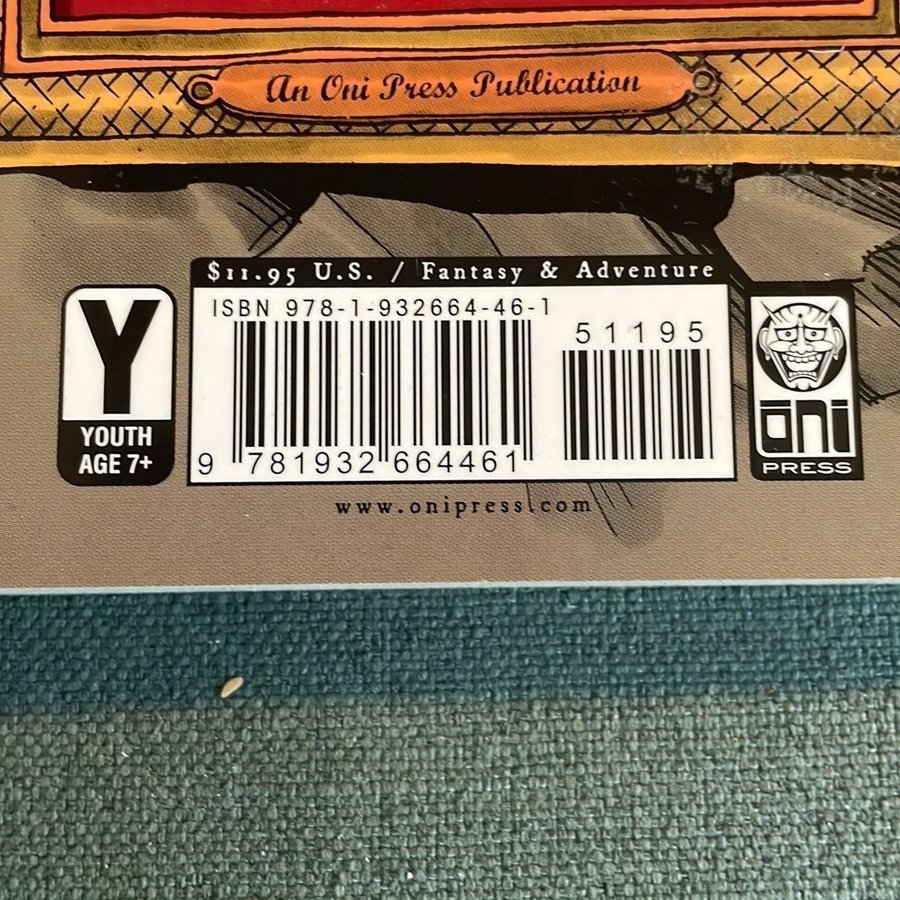 An Oni Press Publication
$11.95 U.S. / Fantasy & Adventure
ISBN 978-1-932664-46-1
51195
Y
YOUTH
AGE 7+
9 781932 664461
ONI
PRESS
www.onipress.com